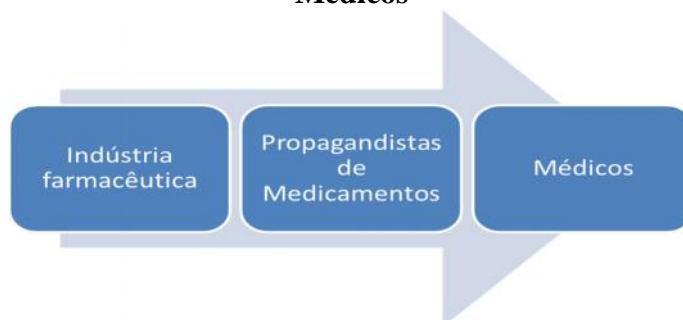 Médicos
Indústria
farmacêutica
Propagandistas
de
Medicamentos
Médicos